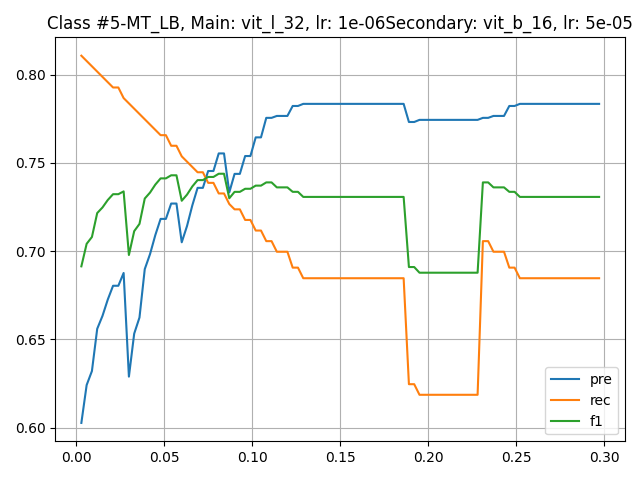 Class #5-MT_LB, Main: vit_l_32, lr: 1e-06Secondary: vit_b_16, lr: 5e-05
0.80
0.75
0.70
0.65
0.60
pre
rec
f1
0.00 0.05 0.10 0.15 0.20 0.25 0.30